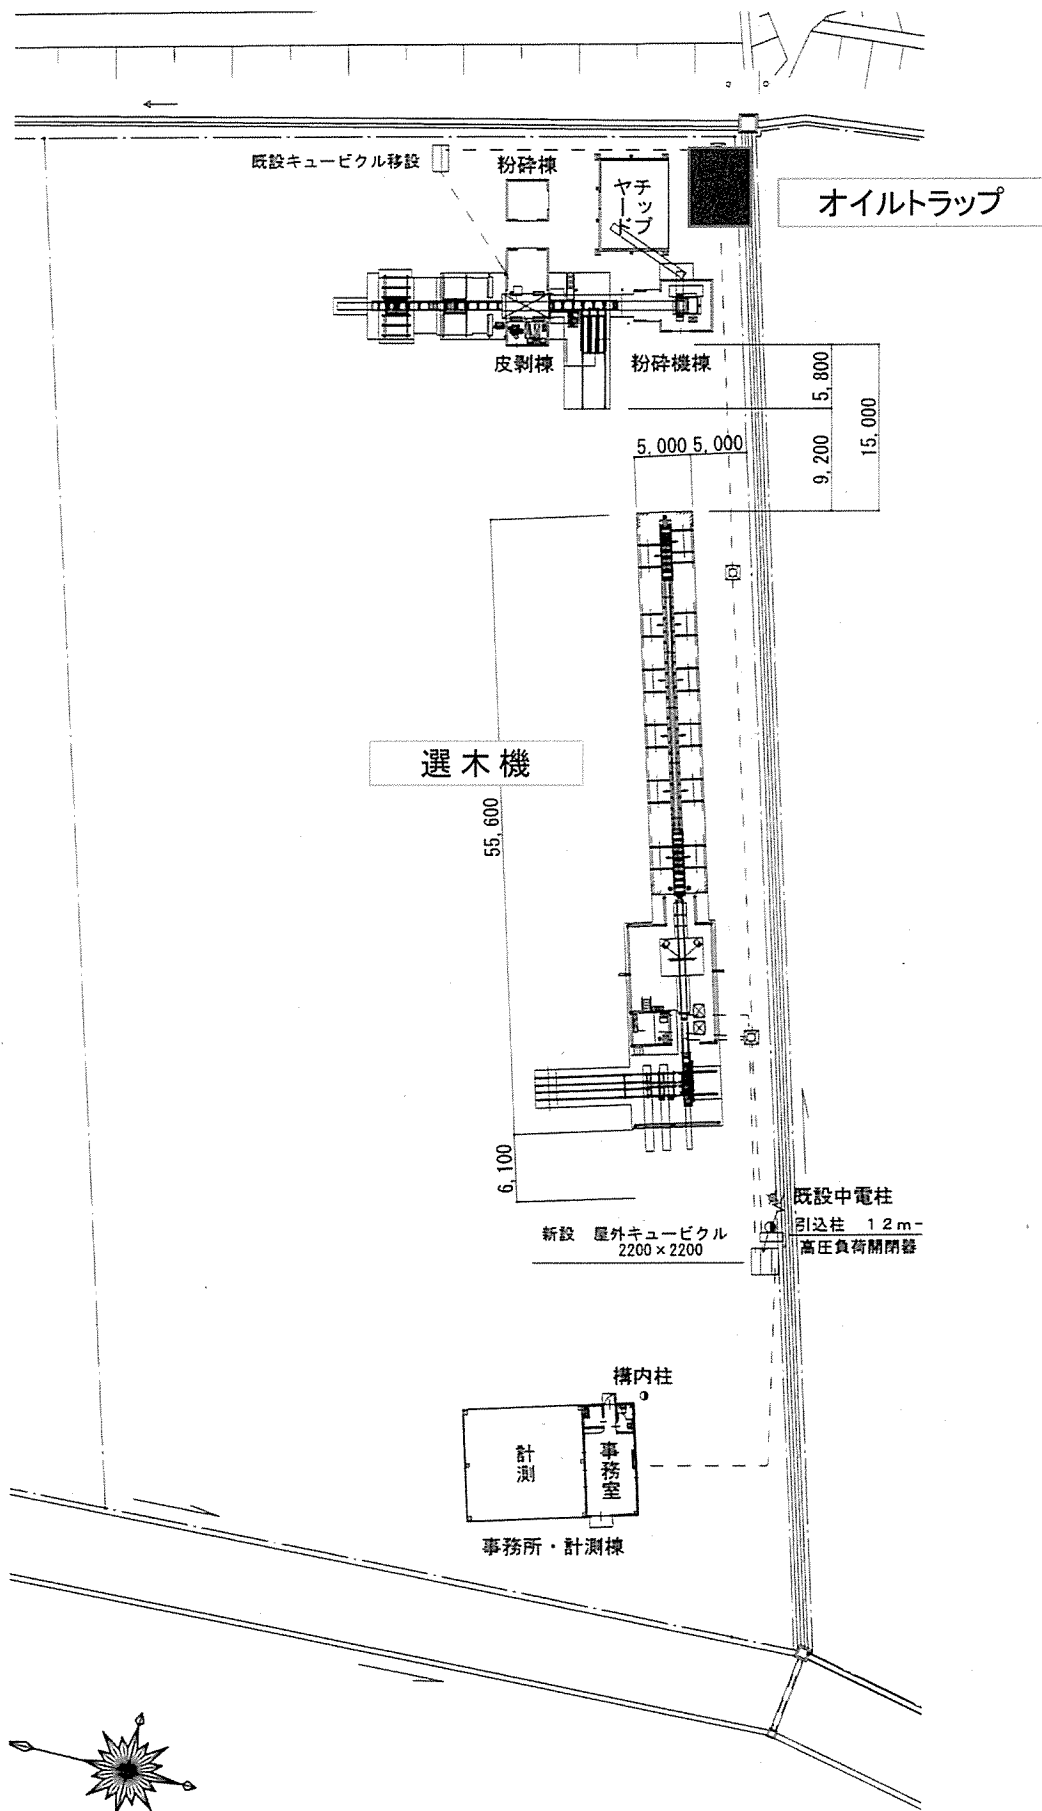 既設キュービクル移設
粉砕棟
チップ
ヤード
オイルトラップ
皮剥棟
粉砕機棟
5,800
15,000
9,200
5,000
5,000
選木機
55,600
6,100
既設中電柱
引込柱 12m-
高圧負荷開閉器
新設 屋外キュービクル
2200×2200
構内柱
計測
事務室
事務所・計測棟